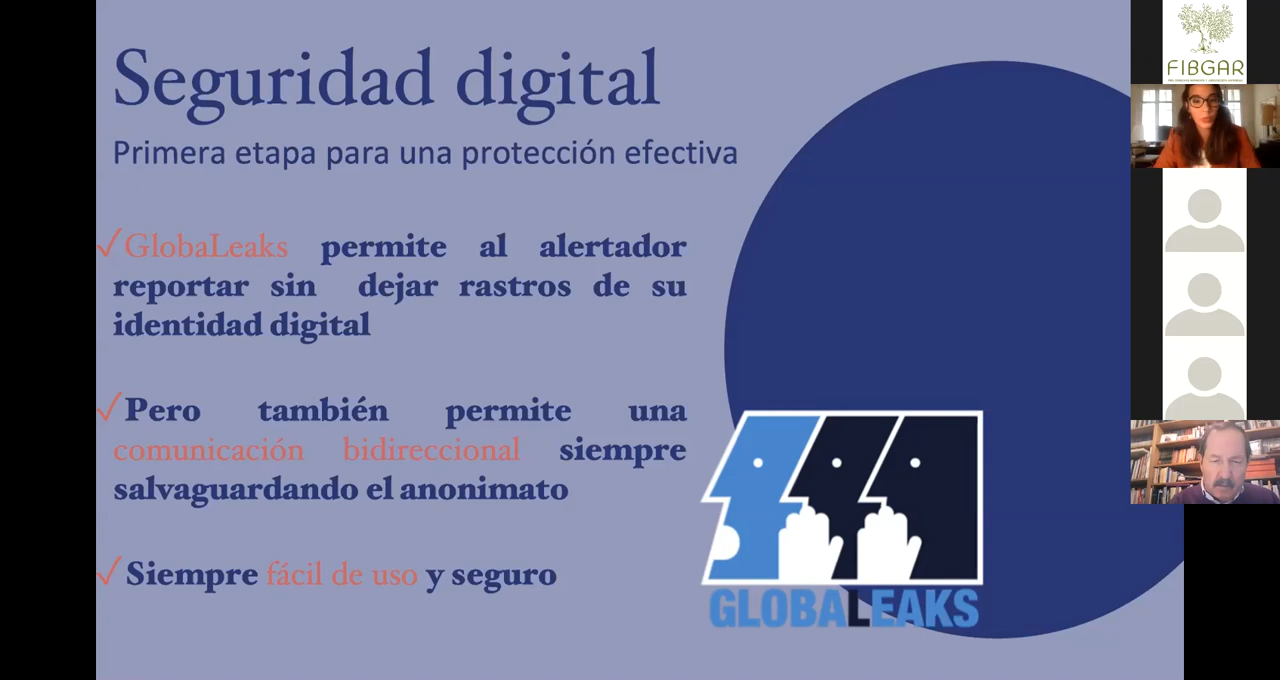 Seguridad digital
Primera etapa para una protección efectiva
✓GlobaLeaks permite al alertador
reportar sin dejar rastros de su
identidad digital
✓Pero también permite una
comunicación bidireccional siempre
salvaguardando el anonimato
✓Siempre fácil de uso y seguro
GLOBALEAKS
FIBGAR